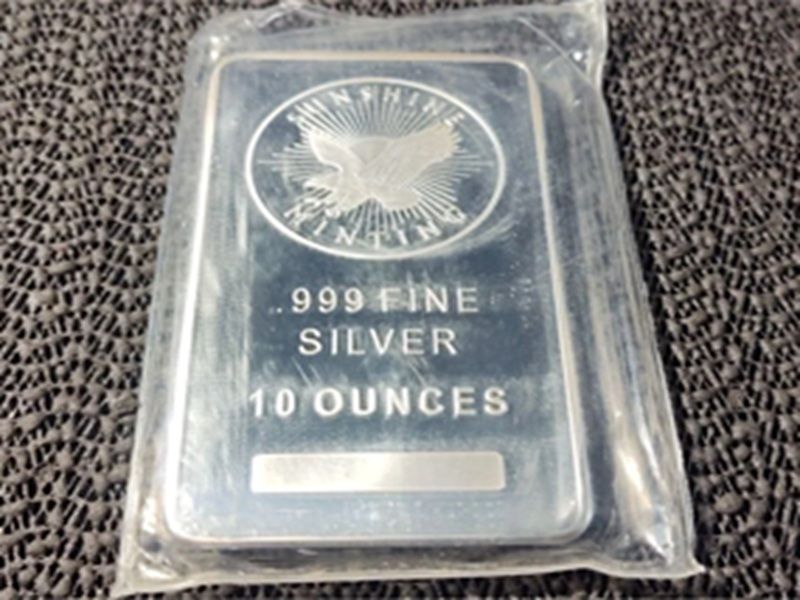 SUNSHINE
MINTING
.999 FINE
SILVER
10 OUNCES